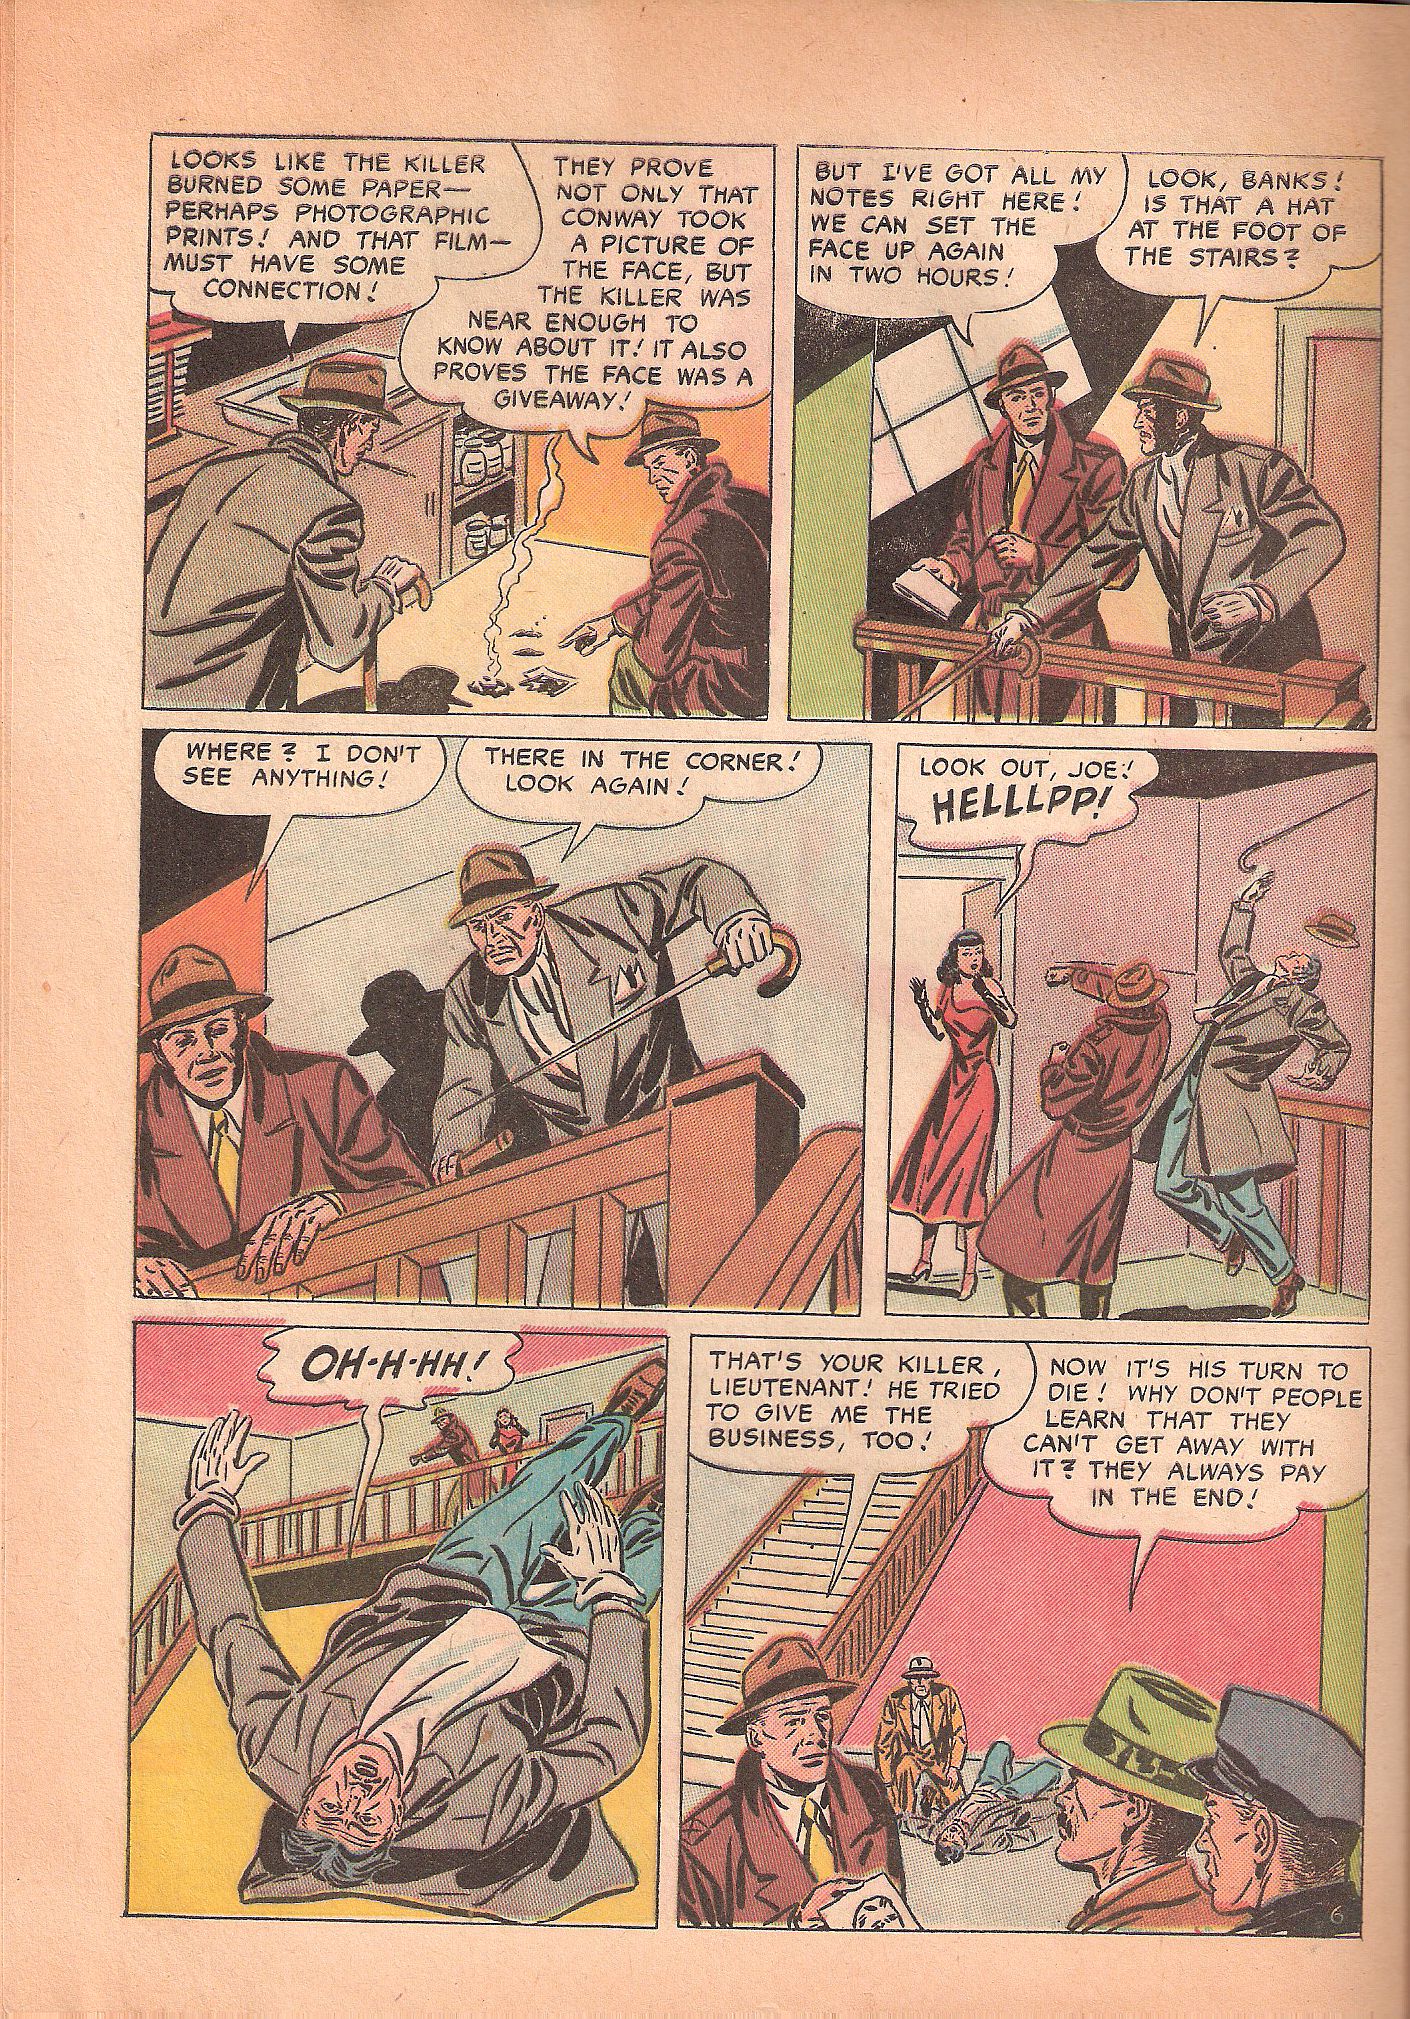 LOOKS LIKE THE KILLER
BURNED SOME PAPER—
PERHAPS PHOTOGRAPHIC
PRINTS! AND THAT FILM—
MUST HAVE SOME
CONNECTION!
THEY PROVE
NOT ONLY THAT
CONWAY TOOK
A PICTURE OF
THE FACE, BUT
THE KILLER WAS
NEAR ENOUGH TO
KNOW ABOUT IT! IT ALSO
PROVES THE FACE WAS A
GIVEAWAY!
BUT I'VE GOT ALL MY
NOTES RIGHT HERE!
WE CAN SET THE
FACE UP AGAIN
IN TWO HOURS!
LOOK, BANKS!
IS THAT A HAT
AT THE FOOT OF
THE STAIRS?
WHERE? I DON'T
SEE ANYTHING!
THERE IN THE CORNER!
LOOK AGAIN!
LOOK OUT, JOE!
HELLLPP!
OH-H-HH!
THAT'S YOUR KILLER,
LIEUTENANT! HE TRIED
TO GIVE ME THE
BUSINESS, TOO!
NOW IT'S HIS TURN TO
DIE! WHY DON'T PEOPLE
LEARN THAT THEY
CAN'T GET AWAY WITH
IT? THEY ALWAYS PAY
IN THE END!
6